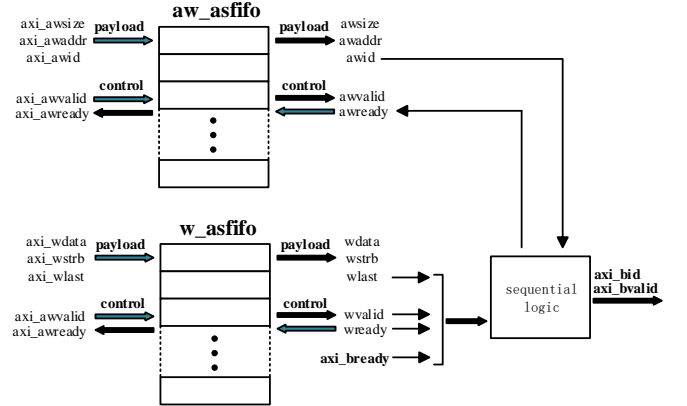 aw_asfifo
axi_awsize payload payload awsize
axi_awaddr awaddr
axi_awid awid
control control
axi_awvalid awvalid
axi_awready awready
w_asfifo
axi_wdata payload payload wdata
axi_wstrb wstrb
axi_wlast wlast
control control
axi_awvalid wvalid
axi_awready wready
axi_bready
sequential
logic
axi_bid
axi_bvalid